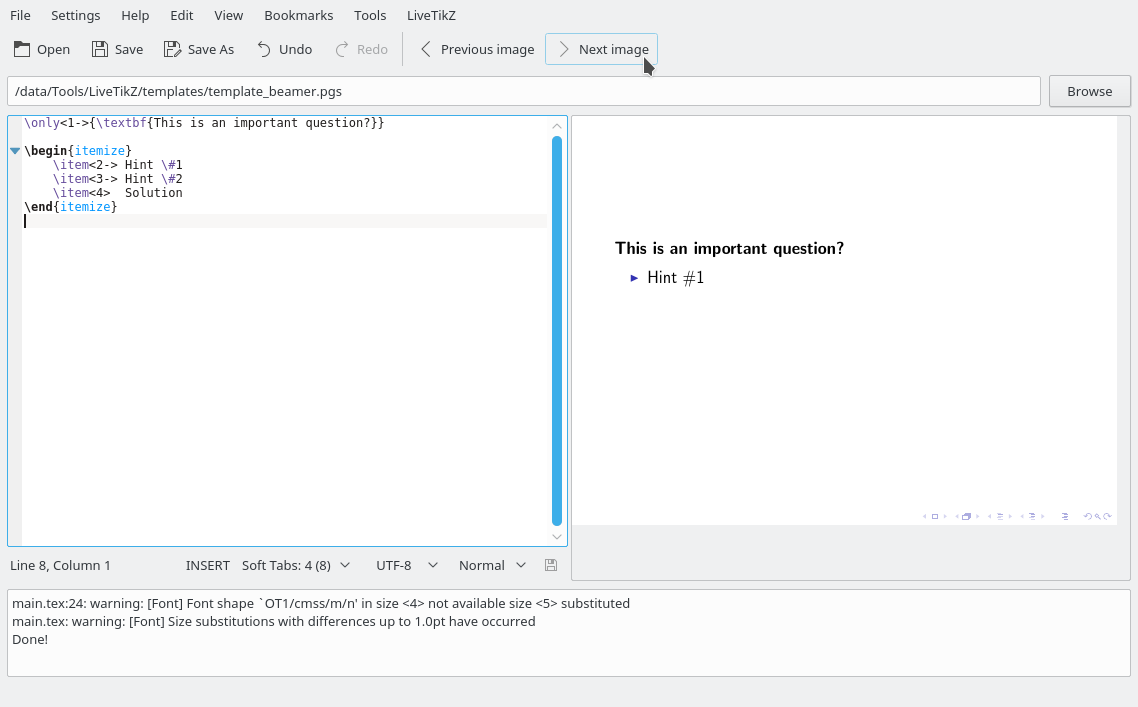 File Settings Help Edit View Bookmarks Tools LiveTikZ
Open Save Save As Undo Redo Previous image Next image
/data/Tools/LiveTikZ/templates/template_beamer.pgs Browse
\only<1->{\textbf{This is an important question?}}
\begin{itemize}
    \item<2-> Hint \#1
    \item<3-> Hint \#2
    \item<4>  Solution
\end{itemize}
This is an important question?
Hint #1
Line 8, Column 1 INSERT Soft Tabs: 4 (8) UTF-8 Normal
main.tex:24: warning: [Font] Font shape `OT1/cmss/m/n' in size <4> not available size <5> substituted
main.tex: warning: [Font] Size substitutions with differences up to 1.0pt have occurred
Done!